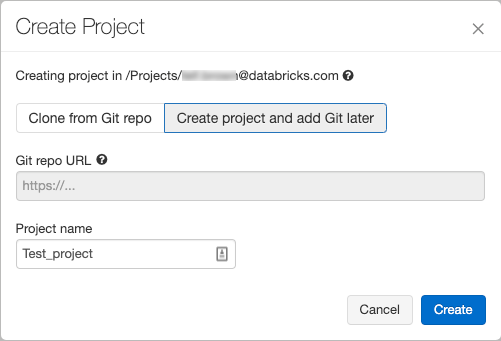 Create Project
Creating project in /Projects/ @databricks.com
Clone from Git repo
Create project and add Git later
Git repo URL
https://...
Project name
Test_project
Cancel
Create